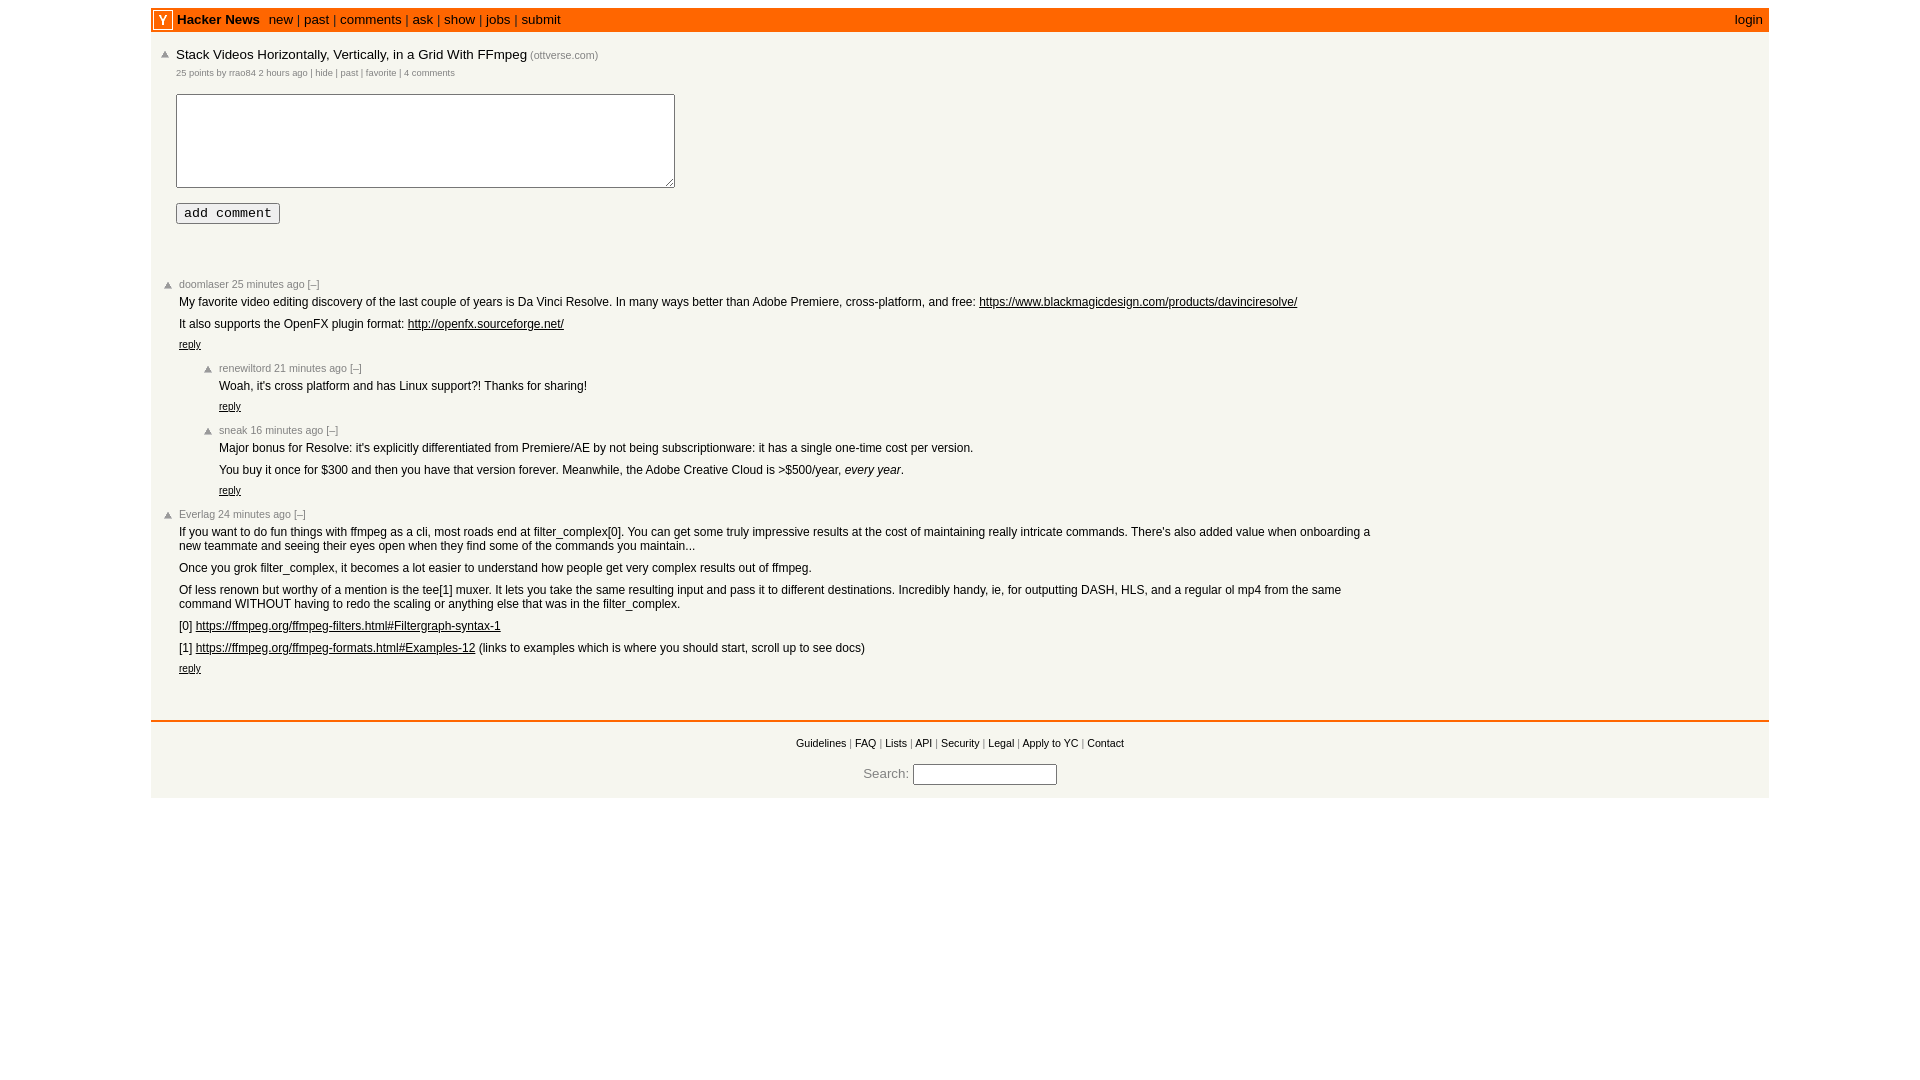 Y Hacker News new | past | comments | ask | show | jobs | submit login
Stack Videos Horizontally, Vertically, in a Grid With FFmpeg (ottverse.com)
25 points by rrao84 2 hours ago | hide | past | favorite | 4 comments
add comment
doomlaser 25 minutes ago [–]
My favorite video editing discovery of the last couple of years is Da Vinci Resolve. In many ways better than Adobe Premiere, cross-platform, and free: https://www.blackmagicdesign.com/products/davinciresolve/
It also supports the OpenFX plugin format: http://openfx.sourceforge.net/
reply
renewiltord 21 minutes ago [–]
Woah, it's cross platform and has Linux support?! Thanks for sharing!
reply
sneak 16 minutes ago [–]
Major bonus for Resolve: it's explicitly differentiated from Premiere/AE by not being subscriptionware: it has a single one-time cost per version.
You buy it once for $300 and then you have that version forever. Meanwhile, the Adobe Creative Cloud is >$500/year, every year.
reply
Everlag 24 minutes ago [–]
If you want to do fun things with ffmpeg as a cli, most roads end at filter_complex[0]. You can get some truly impressive results at the cost of maintaining really intricate commands. There's also added value when onboarding a
new teammate and seeing their eyes open when they find some of the commands you maintain...
Once you grok filter_complex, it becomes a lot easier to understand how people get very complex results out of ffmpeg.
Of less renown but worthy of a mention is the tee[1] muxer. It lets you take the same resulting input and pass it to different destinations. Incredibly handy, ie, for outputting DASH, HLS, and a regular ol mp4 from the same
command WITHOUT having to redo the scaling or anything else that was in the filter_complex.
[0] https://ffmpeg.org/ffmpeg-filters.html#Filtergraph-syntax-1
[1] https://ffmpeg.org/ffmpeg-formats.html#Examples-12 (links to examples which is where you should start, scroll up to see docs)
reply
Guidelines | FAQ | Lists | API | Security | Legal | Apply to YC | Contact
Search: